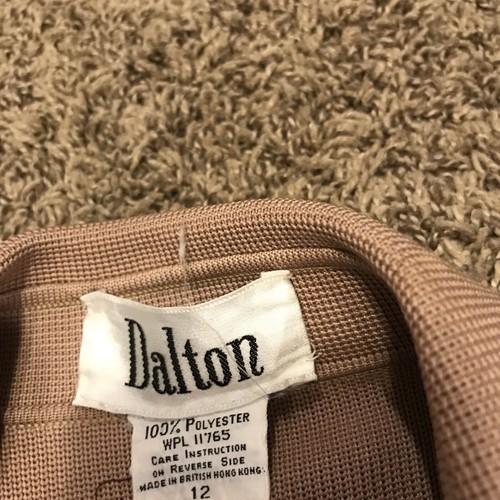 Dalton
100% POLYESTER
WPL 11765
CARE INSTRUCTION
ON REVERSE SIDE
MADE IN BRITISH HONG KONG
12